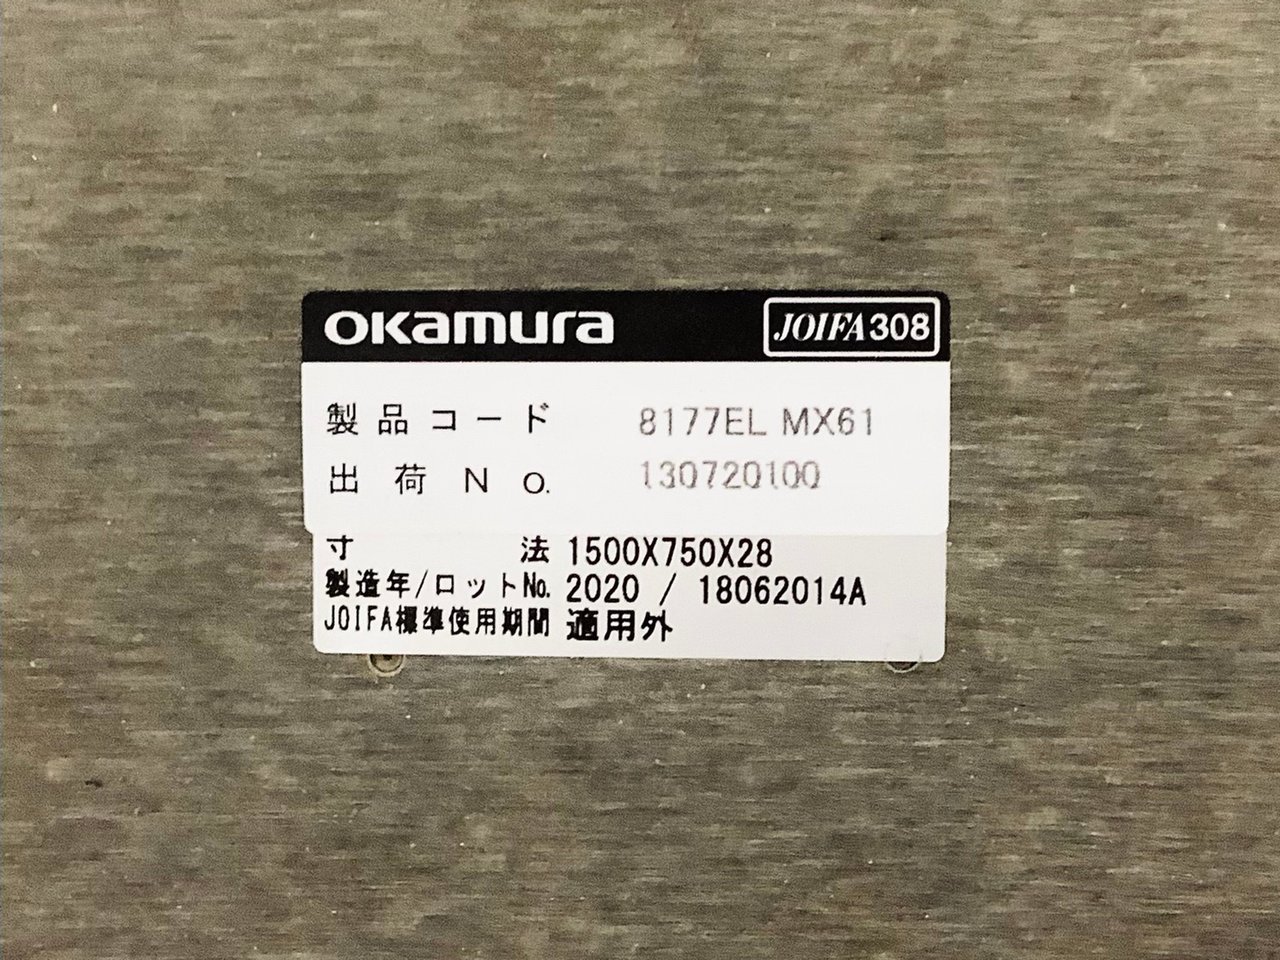 okamura JOIFA308
製品コード 8177EL MX61
出荷No. 130720100
寸法 1500X750X28
製造年/ロットNo. 2020 / 18062014A
JOIFA標準使用期間 適用外